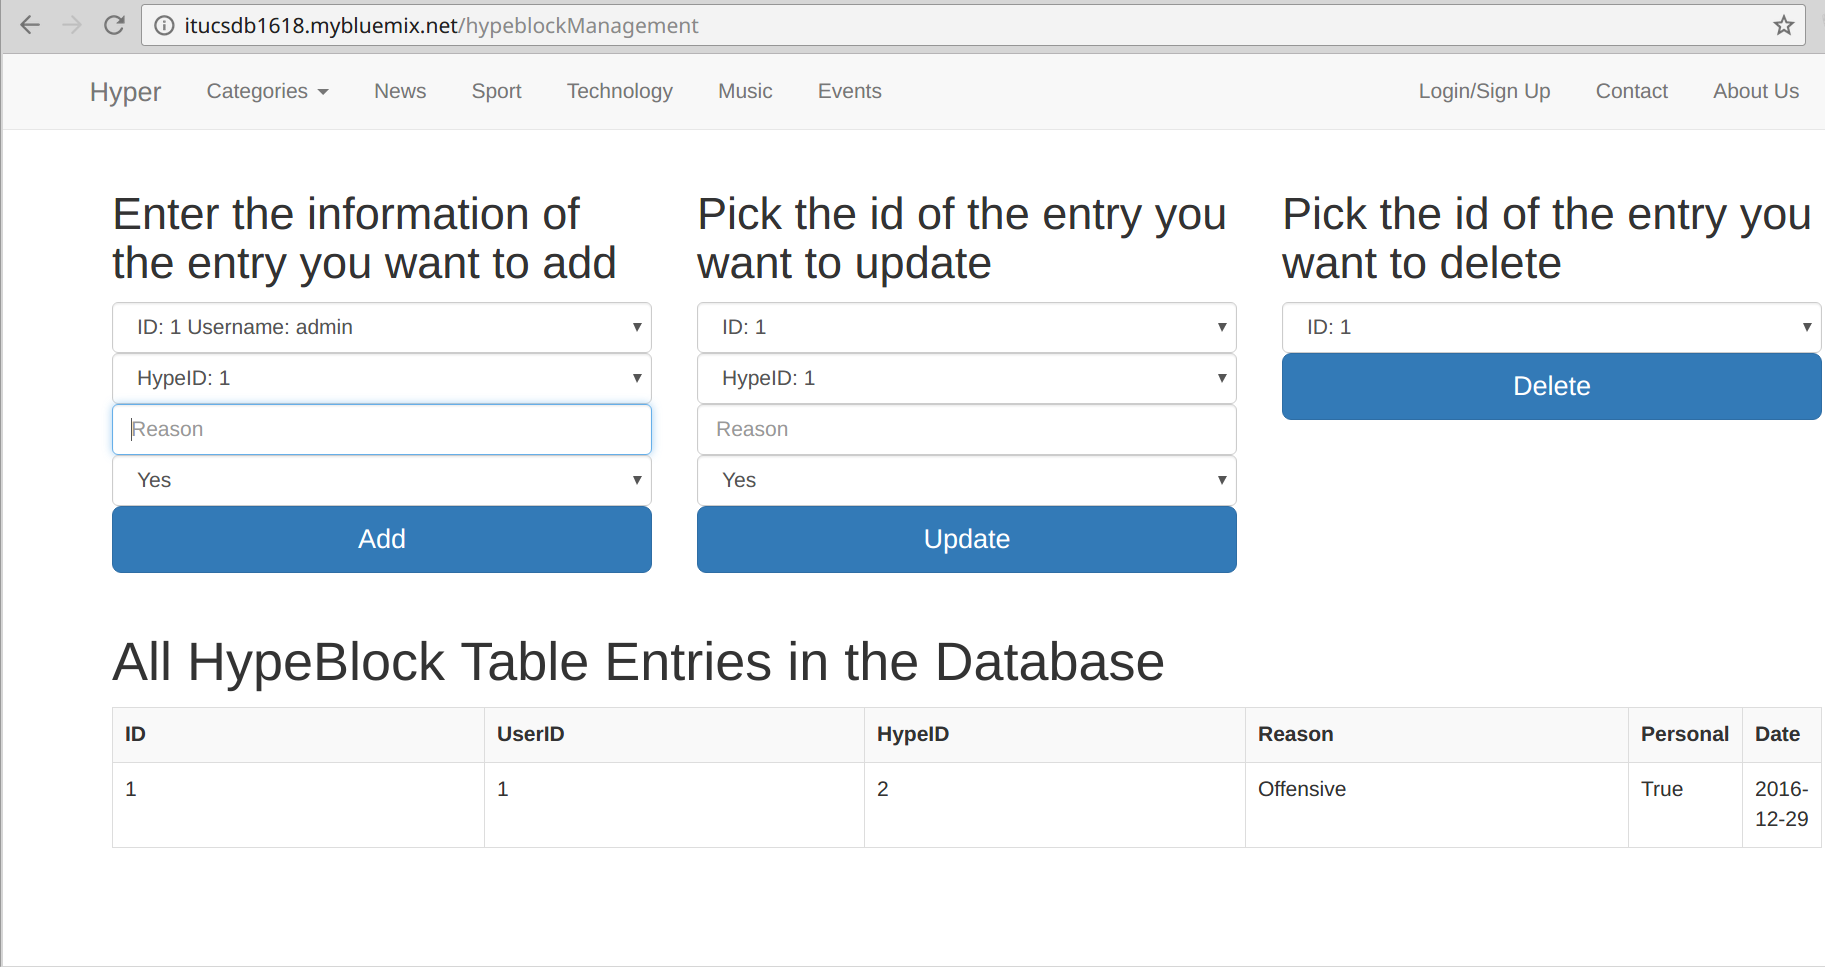 itucsdb1618.mybluemix.net/hypeblockManagement
Hyper Categories News Sport Technology Music Events Login/Sign Up Contact About Us
Enter the information of
the entry you want to add
ID: 1 Username: admin
HypeID: 1
Reason
Yes
Add
Pick the id of the entry you
want to update
ID: 1
HypeID: 1
Reason
Yes
Update
Pick the id of the entry you
want to delete
ID: 1
Delete
All HypeBlock Table Entries in the Database
ID UserID HypeID Reason Personal Date
1 1 2 Offensive True 2016-
12-29